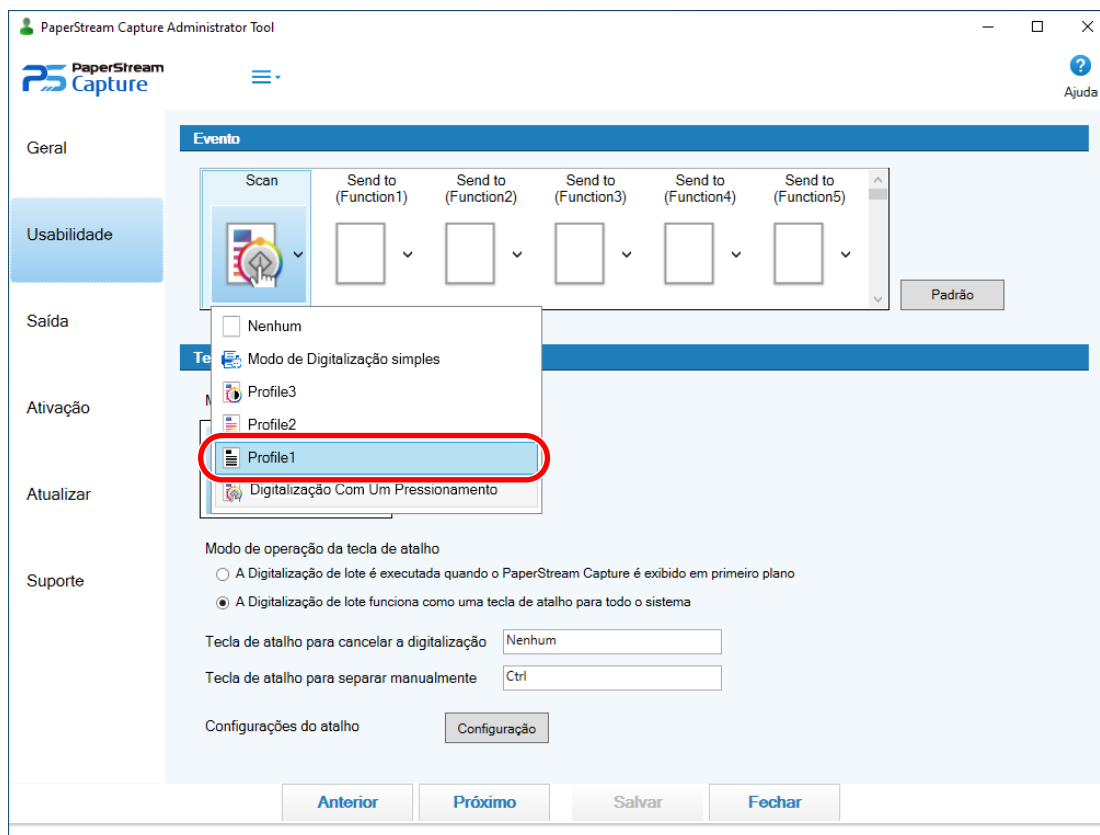 PaperStream Capture Administrator Tool
PaperStream
Capture
Ajuda
Geral
Usabilidade
Saída
Ativação
Atualizar
Suporte
Evento
Scan
Send to
(Function1)
Send to
(Function2)
Send to
(Function3)
Send to
(Function4)
Send to
(Function5)
Padrão
Nenhum
Modo de Digitalização simples
Profile3
Profile2
Profile1
Digitalização Com Um Pressionamento
Te
M
Modo de operação da tecla de atalho
A Digitalização de lote é executada quando o PaperStream Capture é exibido em primeiro plano
A Digitalização de lote funciona como uma tecla de atalho para todo o sistema
Tecla de atalho para cancelar a digitalização Nenhum
Tecla de atalho para separar manualmente Ctrl
Configurações do atalho Configuração
Anterior Próximo Salvar Fechar